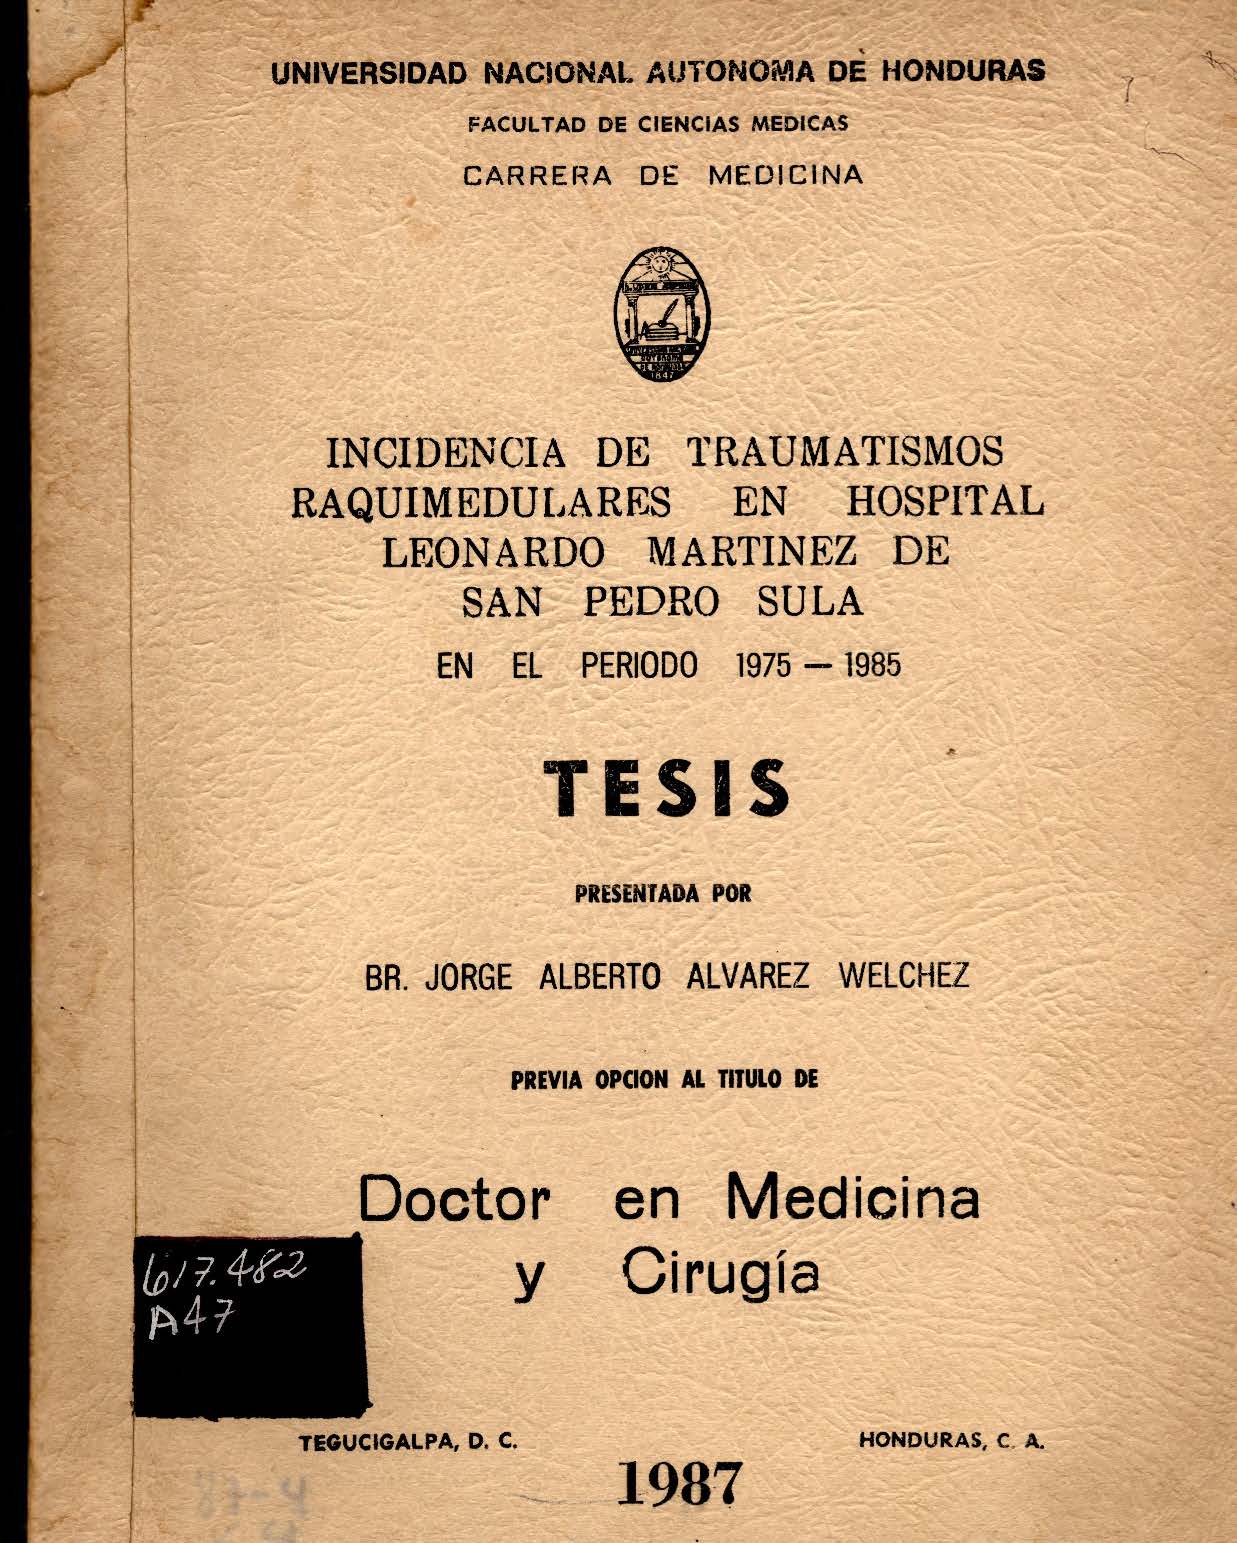 UNIVERSIDAD NACIONAL AUTONOMA DE HONDURAS
FACULTAD DE CIENCIAS MEDICAS
CARRERA DE MEDICINA
1847
INCIDENCIA DE TRAUMATISMOS
RAQUIMEDULARES EN HOSPITAL
LEONARDO MARTINEZ DE
SAN PEDRO SULA
EN EL PERIODO 1975 — 1985
TESIS
PRESENTADA POR
BR. JORGE ALBERTO ALVAREZ WELCHEZ
PREVIA OPCION AL TITULO DE
Doctor en Medicina
y Cirugía
617.482
A47
TEGUCIGALPA, D. C. HONDURAS, C. A.
1987